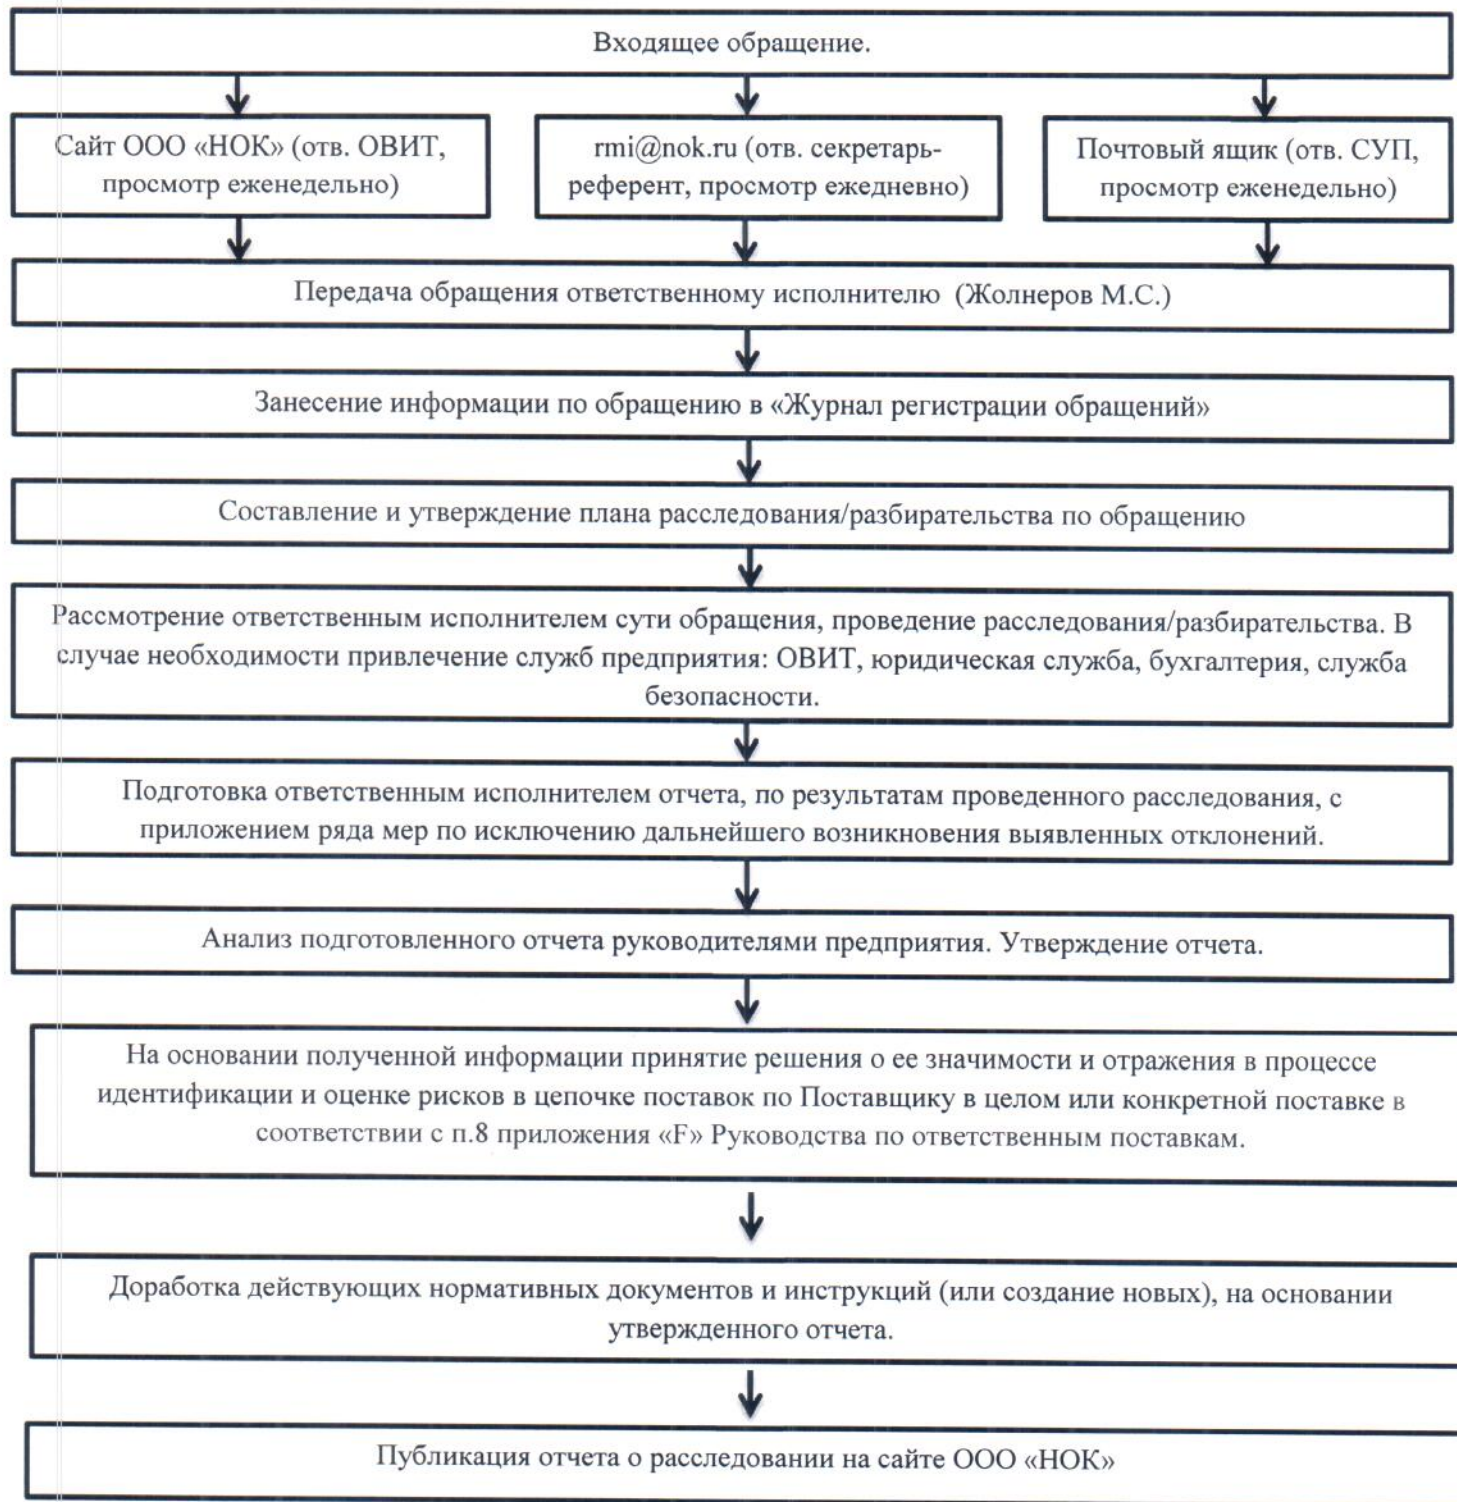 Входящее обращение.
Сайт ООО «НОК» (отв. ОВИТ,
просмотр еженедельно)
rmi@nok.ru (отв. секретарь-
референт, просмотр ежедневно)
Почтовый ящик (отв. СУП,
просмотр еженедельно)
Передача обращения ответственному исполнителю (Жолнеров М.С.)
Занесение информации по обращению в «Журнал регистрации обращений»
Составление и утверждение плана расследования/разбирательства по обращению
Рассмотрение ответственным исполнителем сути обращения, проведение расследования/разбирательства. В
случае необходимости привлечение служб предприятия: ОВИТ, юридическая служба, бухгалтерия, служба
безопасности.
Подготовка ответственным исполнителем отчета, по результатам проведенного расследования, с
приложением ряда мер по исключению дальнейшего возникновения выявленных отклонений.
Анализ подготовленного отчета руководителями предприятия. Утверждение отчета.
На основании полученной информации принятие решения о ее значимости и отражения в процессе
идентификации и оценке рисков в цепочке поставок по Поставщику в целом или конкретной поставке в
соответствии с п.8 приложения «F» Руководства по ответственным поставкам.
Доработка действующих нормативных документов и инструкций (или создание новых), на основании
утвержденного отчета.
Публикация отчета о расследовании на сайте ООО «НОК»